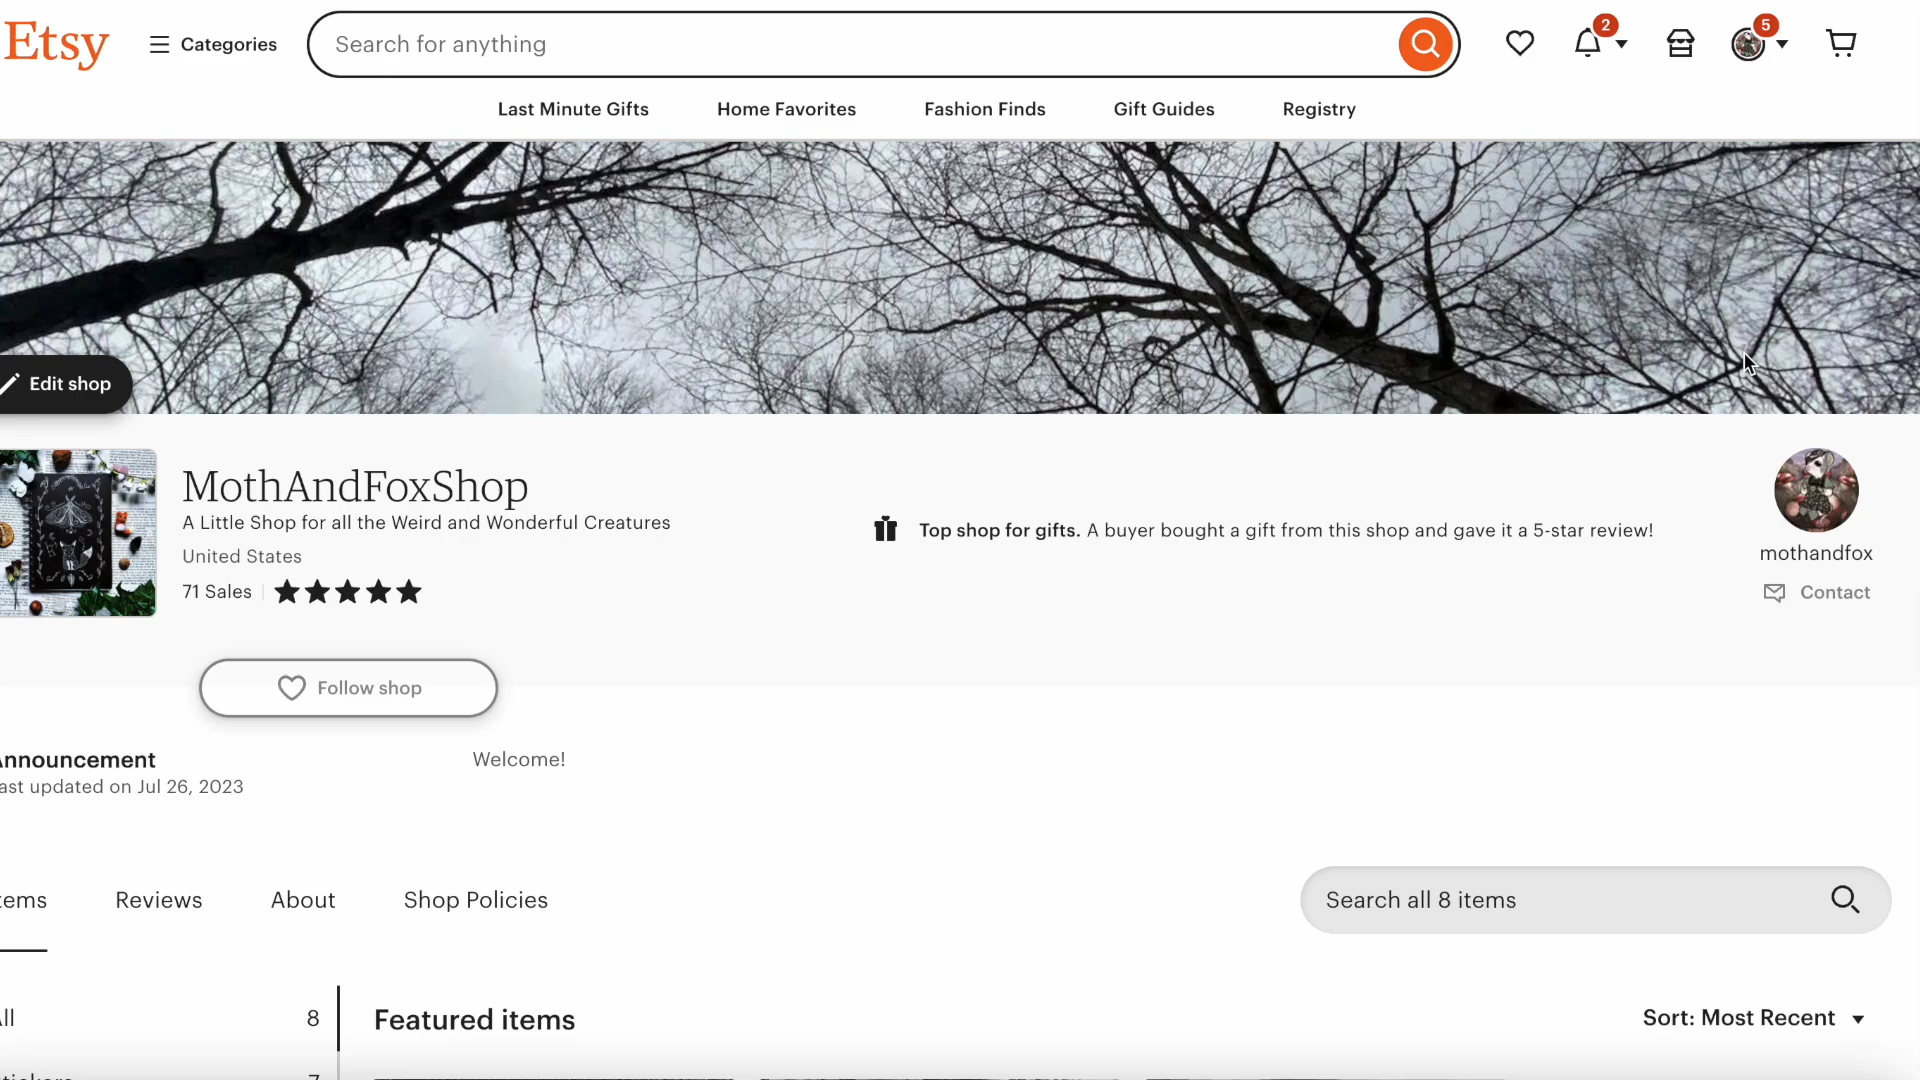 Etsy
Categories
Search for anything
2
5
Last Minute Gifts
Home Favorites
Fashion Finds
Gift Guides
Registry
Edit shop
MothAndFoxShop
A Little Shop for all the Weird and Wonderful Creatures
United States
71 Sales
Top shop for gifts. A buyer bought a gift from this shop and gave it a 5-star review!
mothandfox
Contact
Follow shop
nnouncement
ast updated on Jul 26, 2023
Welcome!
ems
Reviews
About
Shop Policies
Search all 8 items
ll
8
Featured items
Sort: Most Recent